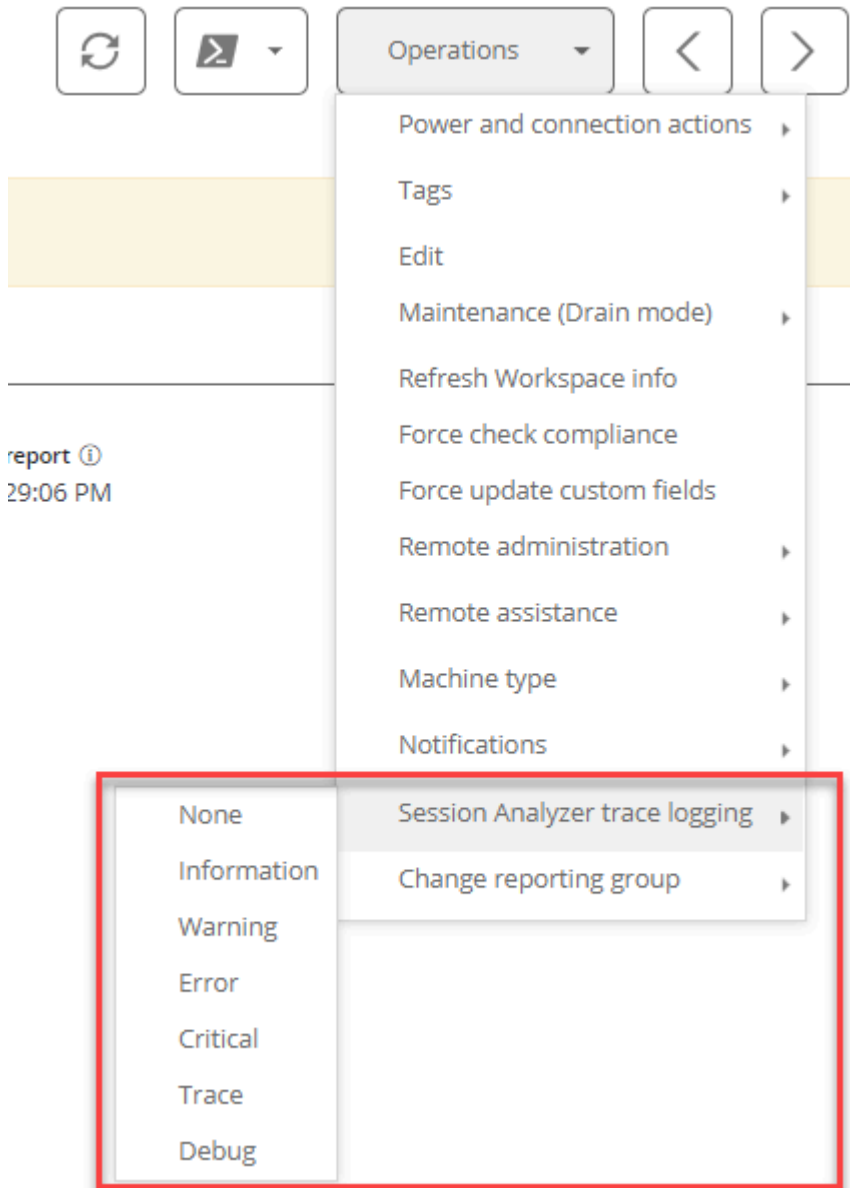 Operations
Power and connection actions
Tags
Edit
Maintenance (Drain mode)
Refresh Workspace info
report
Force check compliance
29:06 PM
Force update custom fields
Remote administration
Remote assistance
Machine type
Notifications
Session Analyzer trace logging
Change reporting group
None
Information
Warning
Error
Critical
Trace
Debug